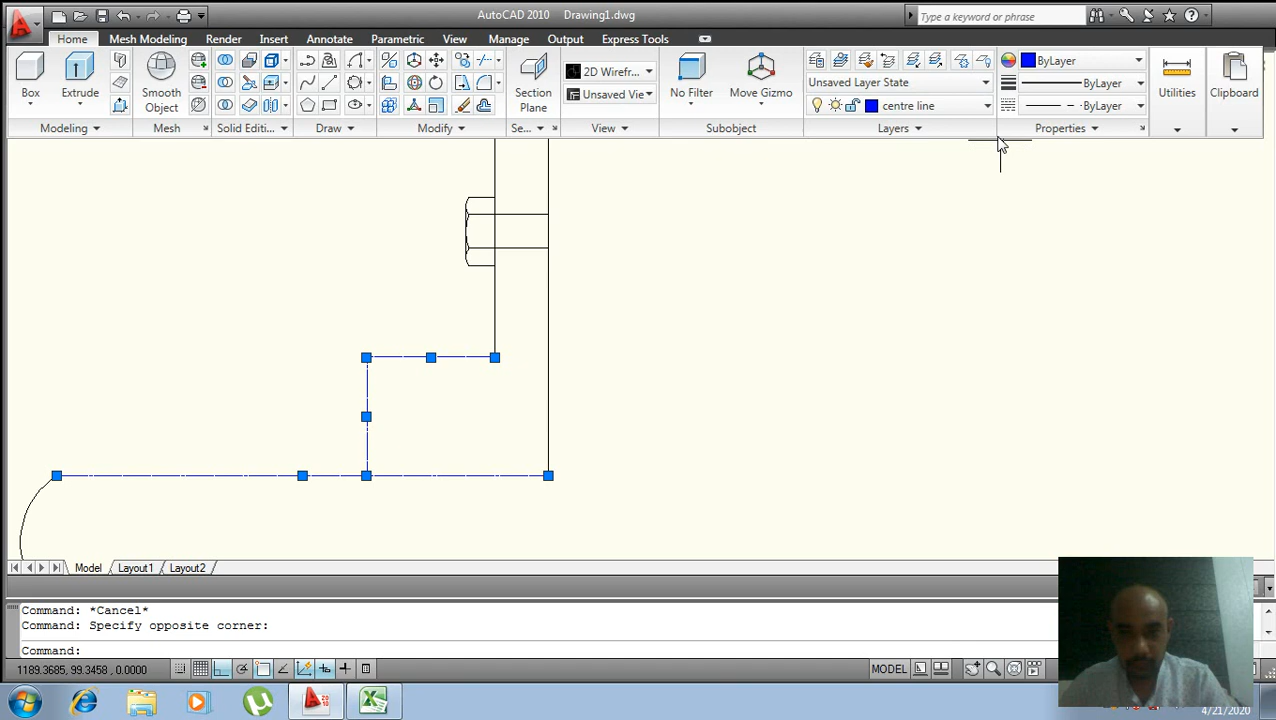 AutoCAD 2010 Drawing1.dwg
Type a keyword or phrase
Home Mesh Modeling Render Insert Annotate Parametric View Manage Output Express Tools
Box
Extrude
Smooth
Object
Section
Plane
2D Wirefr...
Unsaved Vie
No Filter
Move Gizmo
Unsaved Layer State
centre line
ByLayer
ByLayer
ByLayer
Utilities
Clipboard
Modeling Mesh Solid Editi... Draw Modify Se... View Subobject Layers Properties
Model Layout1 Layout2
Command: *Cancel*
Command: Specify opposite corner:
Command:
1189.3685, 99.3458, 0.0000
MODEL
4/21/2020